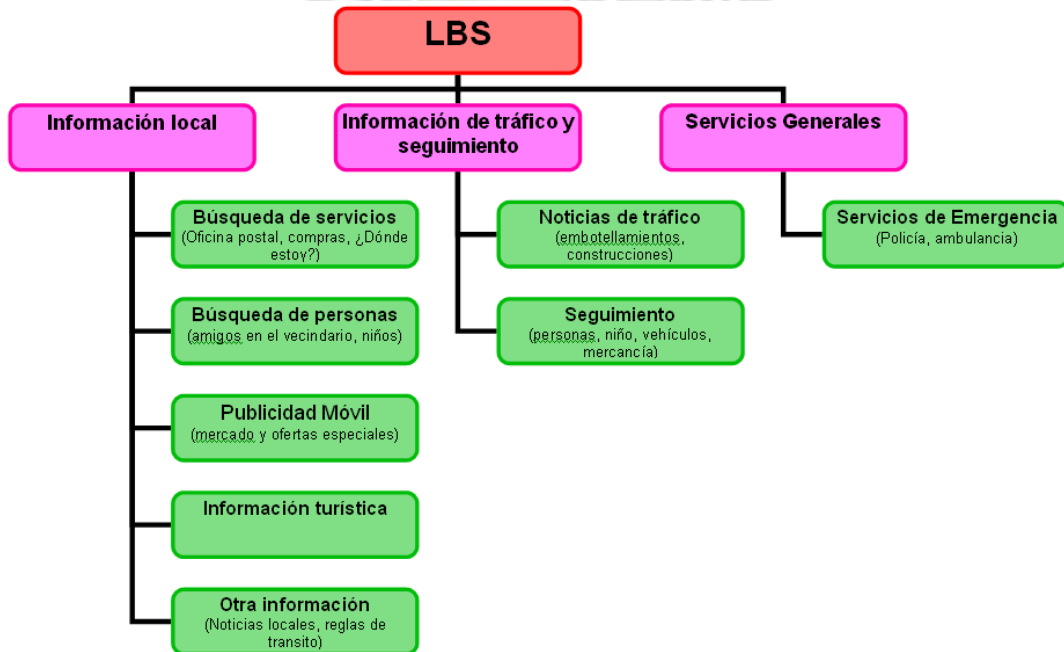 LBS
Información local
Información de tráfico y
seguimiento
Servicios Generales
Búsqueda de servicios
(Oficina postal, compras, ¿Dónde
estoy?)
Búsqueda de personas
(amigos en el vecindario, niños)
Publicidad Móvil
(mercado y ofertas especiales)
Información turística
Otra información
(Noticias locales, reglas de
transito)
Noticias de tráfico
(embotellamientos,
construcciones)
Seguimiento
(personas, niño, vehículos,
mercancía)
Servicios de Emergencia
(Policía, ambulancia)